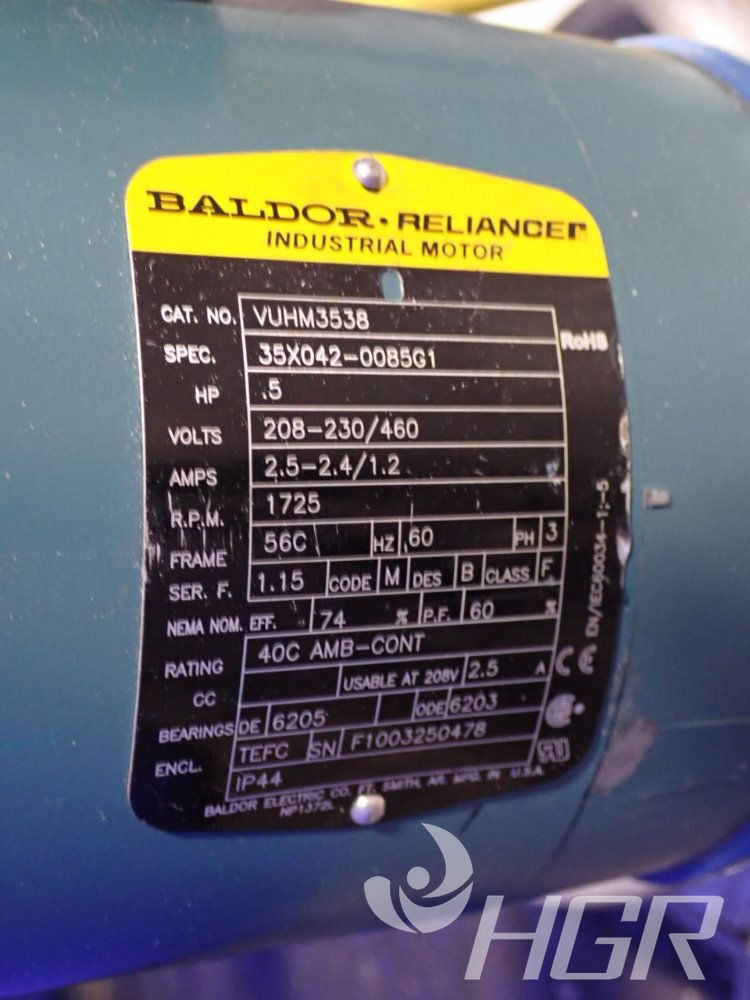 BALDOR • RELIANCE
INDUSTRIAL MOTOR
CAT. NO. VUHM3538
SPEC. 35X042-0085G1
RoHS
HP .5
VOLTS 208-230/460
AMPS 2.5-2.4/1.2
R.P.M. 1725
FRAME 56C HZ 60 PH 3
SER. F. 1.15 CODE M DES B CLASS F
NEMA NOM. EFF. 74 % P.F. 60 %
RATING 40C AMB-CONT
CC USABLE AT 208V 2.5 A
BEARINGS DE 6205 ODE 6203
ENCL. TEFC SN F1003250478
IP44
BALDOR ELECTRIC CO. FT. SMITH, AR. MFD. IN U.S.A.
NP1372L
CE
HGR